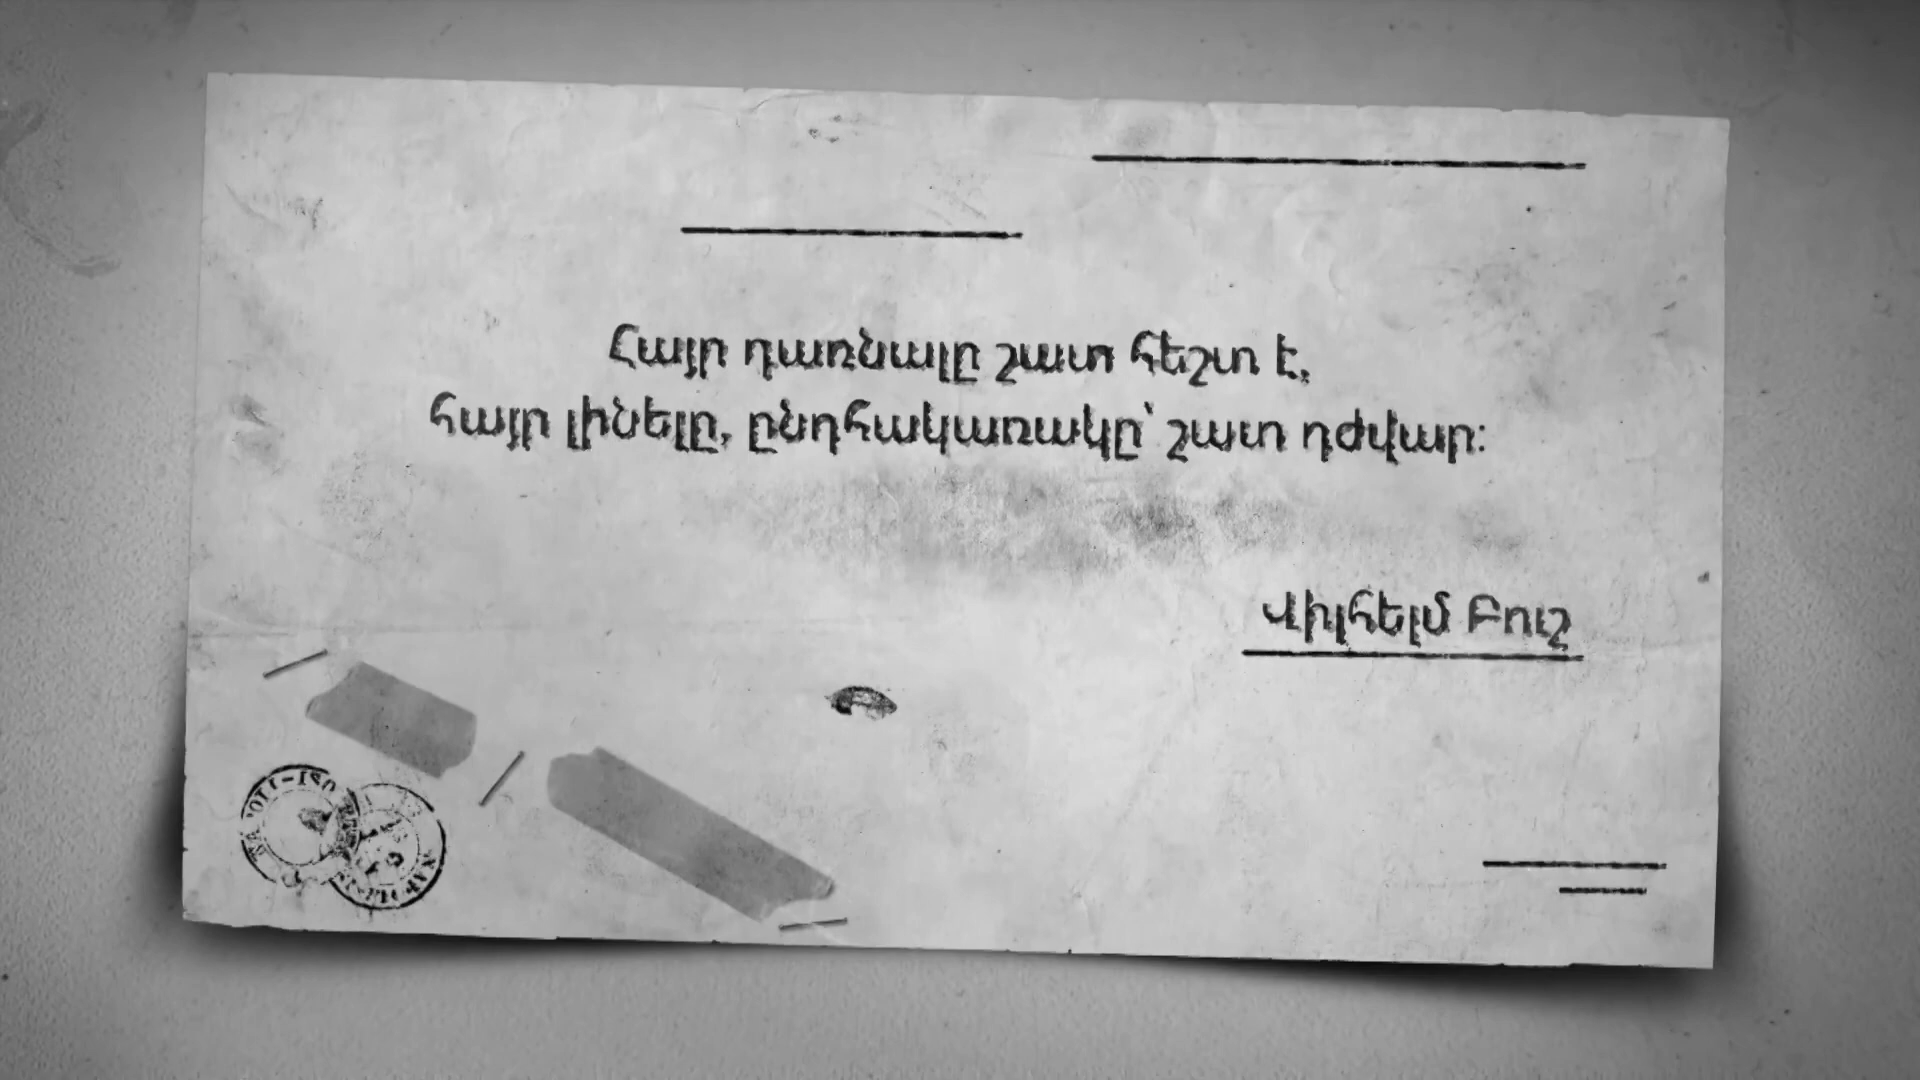 Հայր դառնալը շատ հեշտ է,
հայր լինելը, ընդհակառակը՝ շատ դժվար։
Վիլհելմ Բուշ